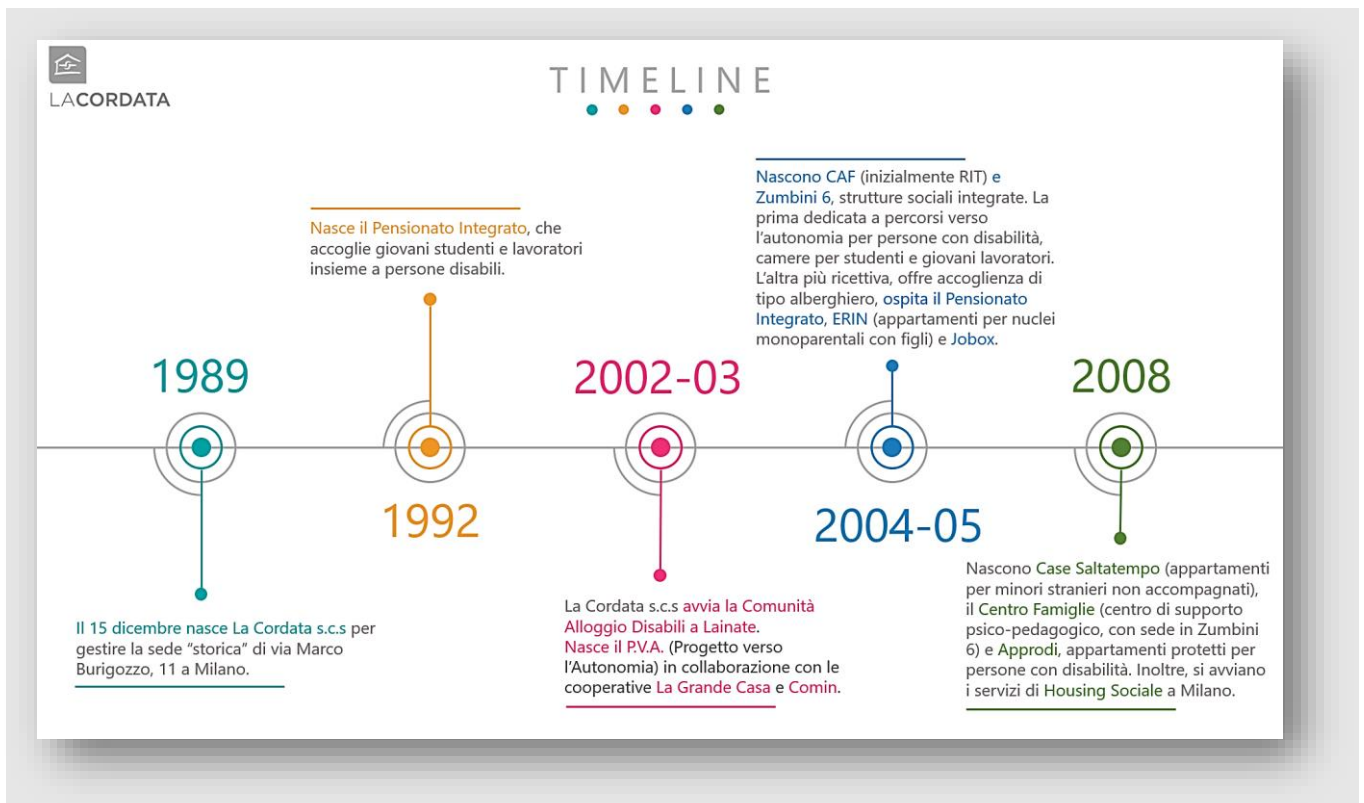 LACORDATA
TIMELINE
1989
Il 15 dicembre nasce La Cordata s.c.s per
gestire la sede “storica” di via Marco
Burigozzo, 11 a Milano.
Nasce il Pensionato Integrato, che
accoglie giovani studenti e lavoratori
insieme a persone disabili.
1992
2002-03
La Cordata s.c.s avvia la Comunità
Alloggio Disabili a Lainate.
Nasce il P.V.A. (Progetto verso
l'Autonomia) in collaborazione con le
cooperative La Grande Casa e Comin.
Nascono CAF (inizialmente RIT) e
Zumbini 6, strutture sociali integrate. La
prima dedicata a percorsi verso
l'autonomia per persone con disabilità,
camere per studenti e giovani lavoratori.
L'altra più ricettiva, offre accoglienza di
tipo alberghiero, ospita il Pensionato
Integrato, ERIN (appartamenti per nuclei
monoparentali con figli) e Jobox.
2004-05
2008
Nascono Case Saltatempo (appartamenti
per minori stranieri non accompagnati),
il Centro Famiglie (centro di supporto
psico-pedagogico, con sede in Zumbini
6) e Approdi, appartamenti protetti per
persone con disabilità. Inoltre, si avviano
i servizi di Housing Sociale a Milano.